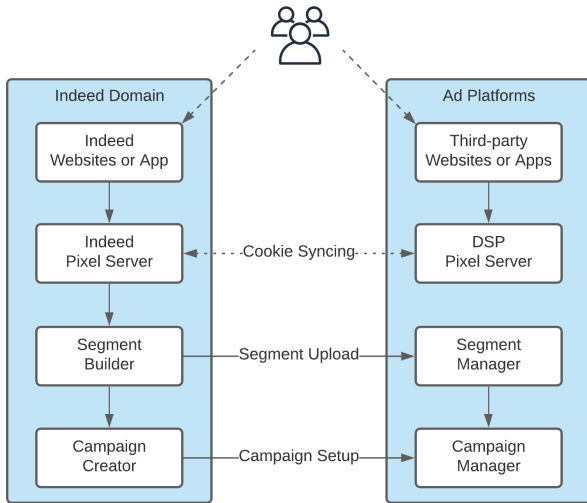 Indeed Domain
Ad Platforms
Indeed
Websites or App
Third-party
Websites or Apps
Indeed
Pixel Server
Cookie Syncing
DSP
Pixel Server
Segment
Builder
Segment Upload
Segment
Manager
Campaign
Creator
Campaign Setup
Campaign
Manager